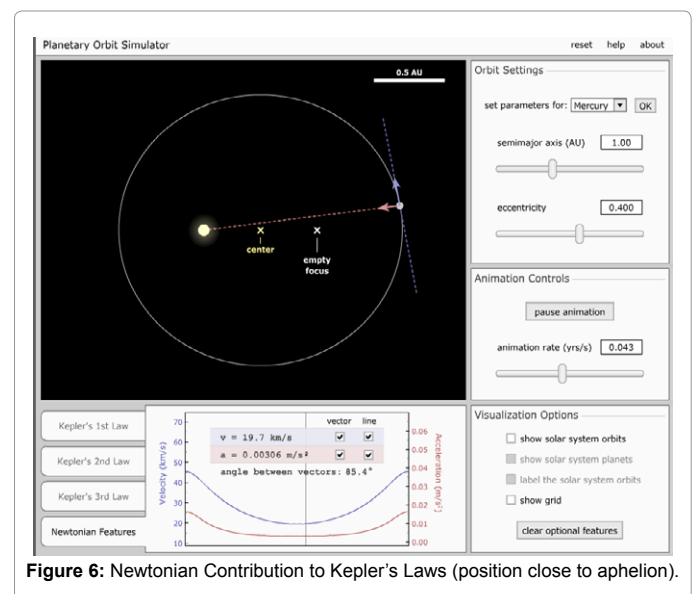 Planetary Orbit Simulator
reset help about
0.5 AU
center
empty
focus
Orbit Settings
set parameters for: Mercury OK
semimajor axis (AU) 1.00
eccentricity 0.400
Animation Controls
pause animation
animation rate (yrs/s) 0.043
Kepler's 1st Law
Kepler's 2nd Law
Kepler's 3rd Law
Newtonian Features
Velocity (km/s)
70
60
50
40
30
20
10
vector line
v = 19.7 km/s
a = 0.00306 m/s²
angle between vectors: 85.4°
0.06
0.05
0.04
0.03
0.02
0.01
0.00
Acceleration (m/s²)
Visualization Options
show solar system orbits
show solar system planets
label the solar system orbits
show grid
clear optional features
Figure 6: Newtonian Contribution to Kepler's Laws (position close to aphelion).